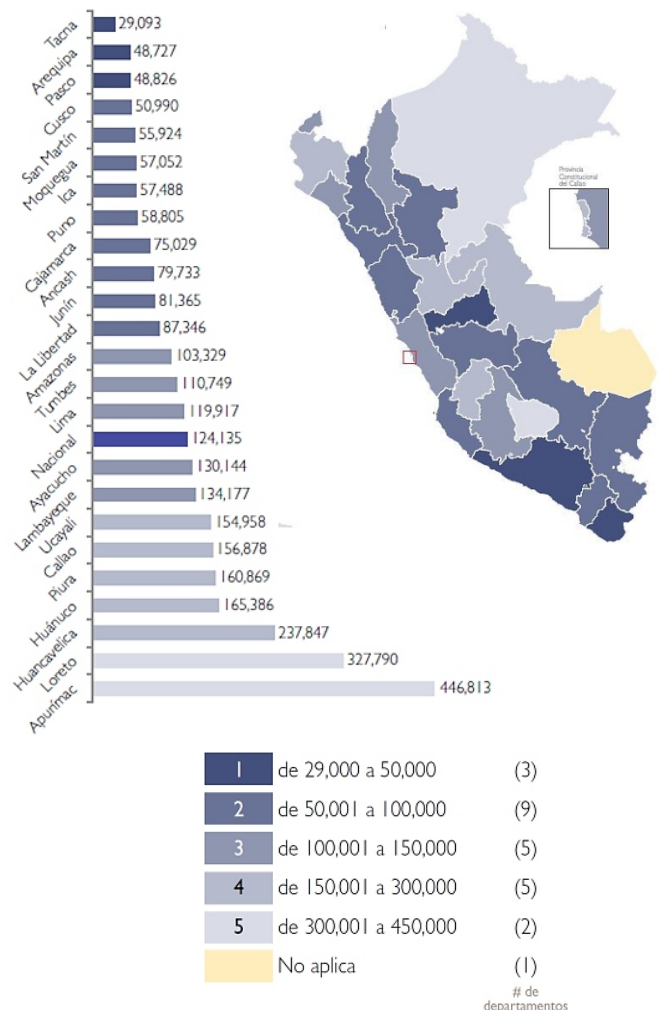 Tacna 29,093
Arequipa 48,727
Pasco 48,826
Cusco 50,990
San Martín 55,924
Moquegua 57,052
Ica 57,488
Puno 58,805
Cajamarca 75,029
Ancash 79,733
Junín 81,365
La Libertad 87,346
Amazonas 103,329
Tumbes 110,749
Lima 119,917
Nacional 124,135
Ayacucho 130,144
Lambayeque 134,177
Ucayali 154,958
Callao 156,878
Piura 160,869
Huánuco 165,386
Huancavelica 237,847
Loreto 327,790
Apurímac 446,813
Provincia
Constitucional
del Callao
1 de 29,000 a 50,000 (3)
2 de 50,001 a 100,000 (9)
3 de 100,001 a 150,000 (5)
4 de 150,001 a 300,000 (5)
5 de 300,001 a 450,000 (2)
No aplica (1)
# de
departamentos